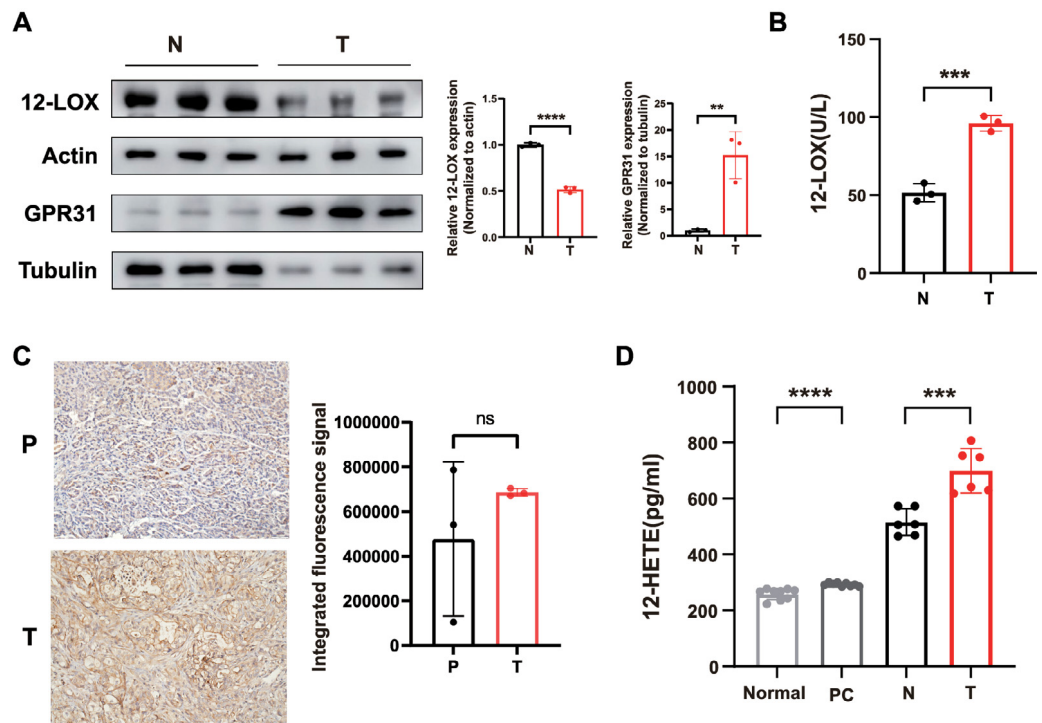 A
N T
12-LOX
Actin
GPR31
Tubulin
Relative 12-LOX expression
(Normalized to actin)
1.5
1.0
0.5
0.0
****
N T
Relative GPR31 expression
(Normalized to tubulin)
25
20
15
10
5
0
**
N T
B
12-LOX(U/L)
150
100
50
0
***
N T
C
P
T
Integrated fluorescence signal
1000000
800000
600000
400000
200000
0
ns
P T
D
12-HETE(pg/ml)
1000
800
600
400
200
0
**** ***
Normal PC N T